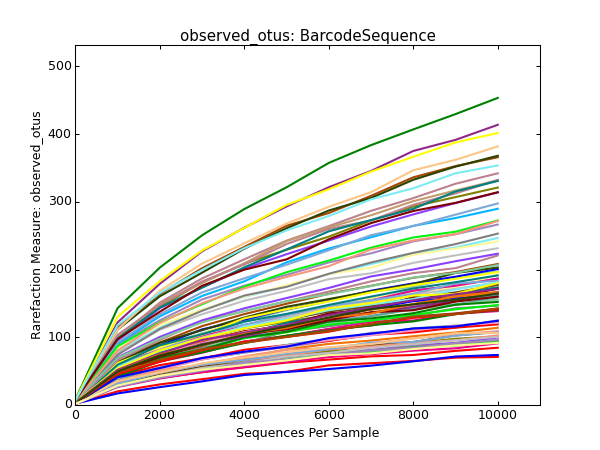 observed_otus: BarcodeSequence
500
400
300
200
100
0
Rarefaction Measure: observed_otus
0 2000 4000 6000 8000 10000
Sequences Per Sample